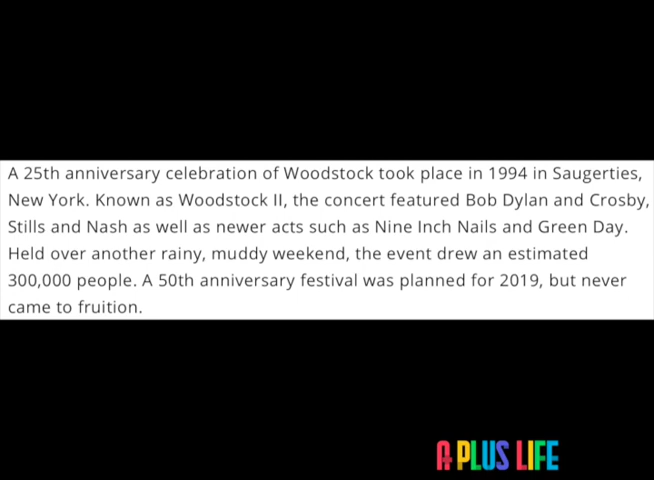 A 25th anniversary celebration of Woodstock took place in 1994 in Saugerties,
New York. Known as Woodstock II, the concert featured Bob Dylan and Crosby,
Stills and Nash as well as newer acts such as Nine Inch Nails and Green Day.
Held over another rainy, muddy weekend, the event drew an estimated
300,000 people. A 50th anniversary festival was planned for 2019, but never
came to fruition.
A PLUS LIFE